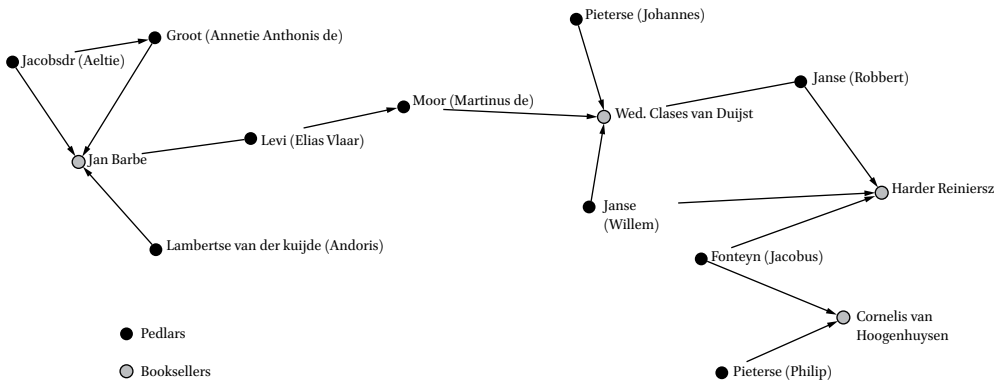 Pieterse (Johannes)
Groot (Annetie Anthonis de)
Jacobsdr (Aeltie)
Janse (Robbert)
Moor (Martinus de)
Wed. Clases van Duijst
Levi (Elias Vlaar)
Jan Barbe
Harder Reiniersz
Janse
(Willem)
Lambertse van der kuijde (Andoris)
Fonteyn (Jacobus)
Cornelis van
Hoogenhuysen
Pedlars
Booksellers
Pieterse (Philip)